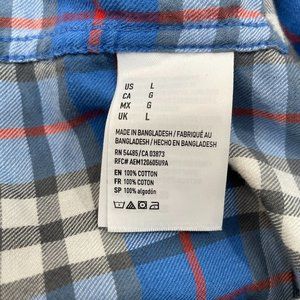 US L
CA G
MX G
UK L
MADE IN BANGLADESH / FABRIQUÉ AU
BANGLADESH / HECHO EN BANGLADESH
RN 54485/CA 03873
RFC# AEM120605U9A
EN 100% COTTON
FR 100% COTON
SP 100% algodón